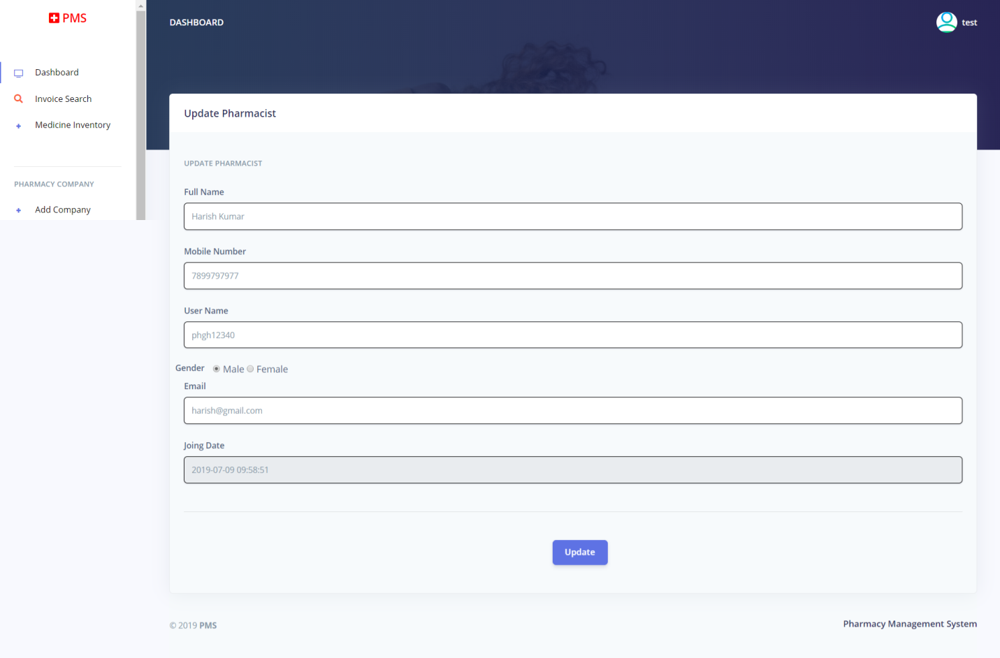 PMS
Dashboard
Invoice Search
Medicine Inventory
PHARMACY COMPANY
Add Company
DASHBOARD
test
Update Pharmacist
UPDATE PHARMACIST
Full Name
Harish Kumar
Mobile Number
7899797977
User Name
phgh12340
Gender Male Female
Email
harish@gmail.com
Joing Date
2019-07-09 09:58:51
Update
© 2019 PMS
Pharmacy Management System